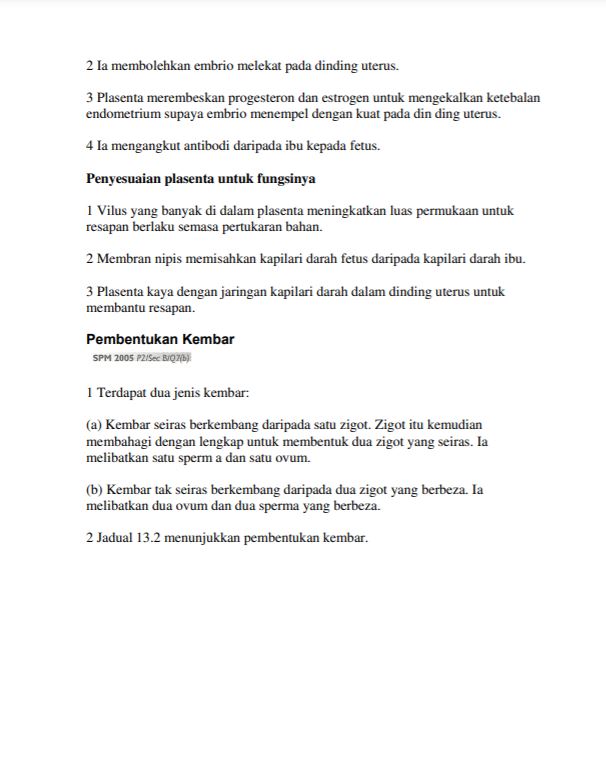 2 Ia membolehkan embrio melekat pada dinding uterus.
3 Plasenta merembeskan progesteron dan estrogen untuk mengekalkan ketebalan
endometrium supaya embrio menempel dengan kuat pada din ding uterus.
4 Ia mengangkut antibodi daripada ibu kepada fetus.
Penyesuaian plasenta untuk fungsinya
1 Vilus yang banyak di dalam plasenta meningkatkan luas permukaan untuk
resapan berlaku semasa pertukaran bahan.
2 Membran nipis memisahkan kapilari darah fetus daripada kapilari darah ibu.
3 Plasenta kaya dengan jaringan kapilari darah dalam dinding uterus untuk
membantu resapan.
Pembentukan Kembar
SPM 2005 P2/Sec B/Q7(b)
1 Terdapat dua jenis kembar:
(a) Kembar seiras berkembang daripada satu zigot. Zigot itu kemudian
membahagi dengan lengkap untuk membentuk dua zigot yang seiras. Ia
melibatkan satu sperm a dan satu ovum.
(b) Kembar tak seiras berkembang daripada dua zigot yang berbeza. Ia
melibatkan dua ovum dan dua sperma yang berbeza.
2 Jadual 13.2 menunjukkan pembentukan kembar.